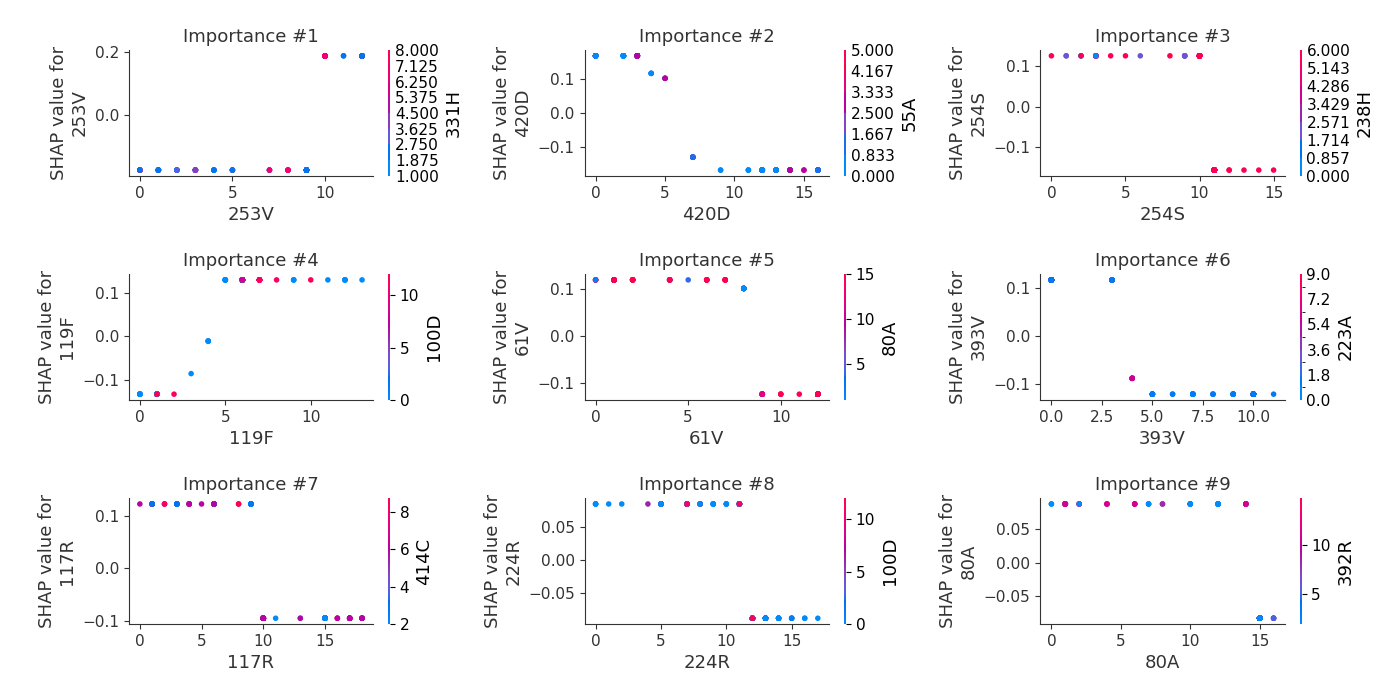 Importance #1
SHAP value for
253V
0.2
0.0
0
5
10
253V
8.000
7.125
6.250
5.375
4.500
3.625
2.750
1.875
1.000
331H
Importance #2
SHAP value for
420D
0.1
0.0
−0.1
0
5
10
15
420D
5.000
4.167
3.333
2.500
1.667
0.833
0.000
55A
Importance #3
SHAP value for
254S
0.1
0.0
−0.1
0
5
10
15
254S
6.000
5.143
4.286
3.429
2.571
1.714
0.857
0.000
238H
Importance #4
SHAP value for
119F
0.1
0.0
−0.1
0
5
10
119F
10
5
0
100D
Importance #5
SHAP value for
61V
0.1
0.0
−0.1
0
5
10
61V
15
10
5
80A
Importance #6
SHAP value for
393V
0.1
0.0
−0.1
0.0
2.5
5.0
7.5
10.0
393V
9.0
7.2
5.4
3.6
1.8
0.0
223A
Importance #7
SHAP value for
117R
0.1
0.0
−0.1
0
5
10
15
117R
8
6
4
2
414C
Importance #8
SHAP value for
224R
0.05
0.00
−0.05
0
5
10
15
224R
10
5
0
100D
Importance #9
SHAP value for
80A
0.05
0.00
−0.05
0
5
10
15
80A
10
5
392R